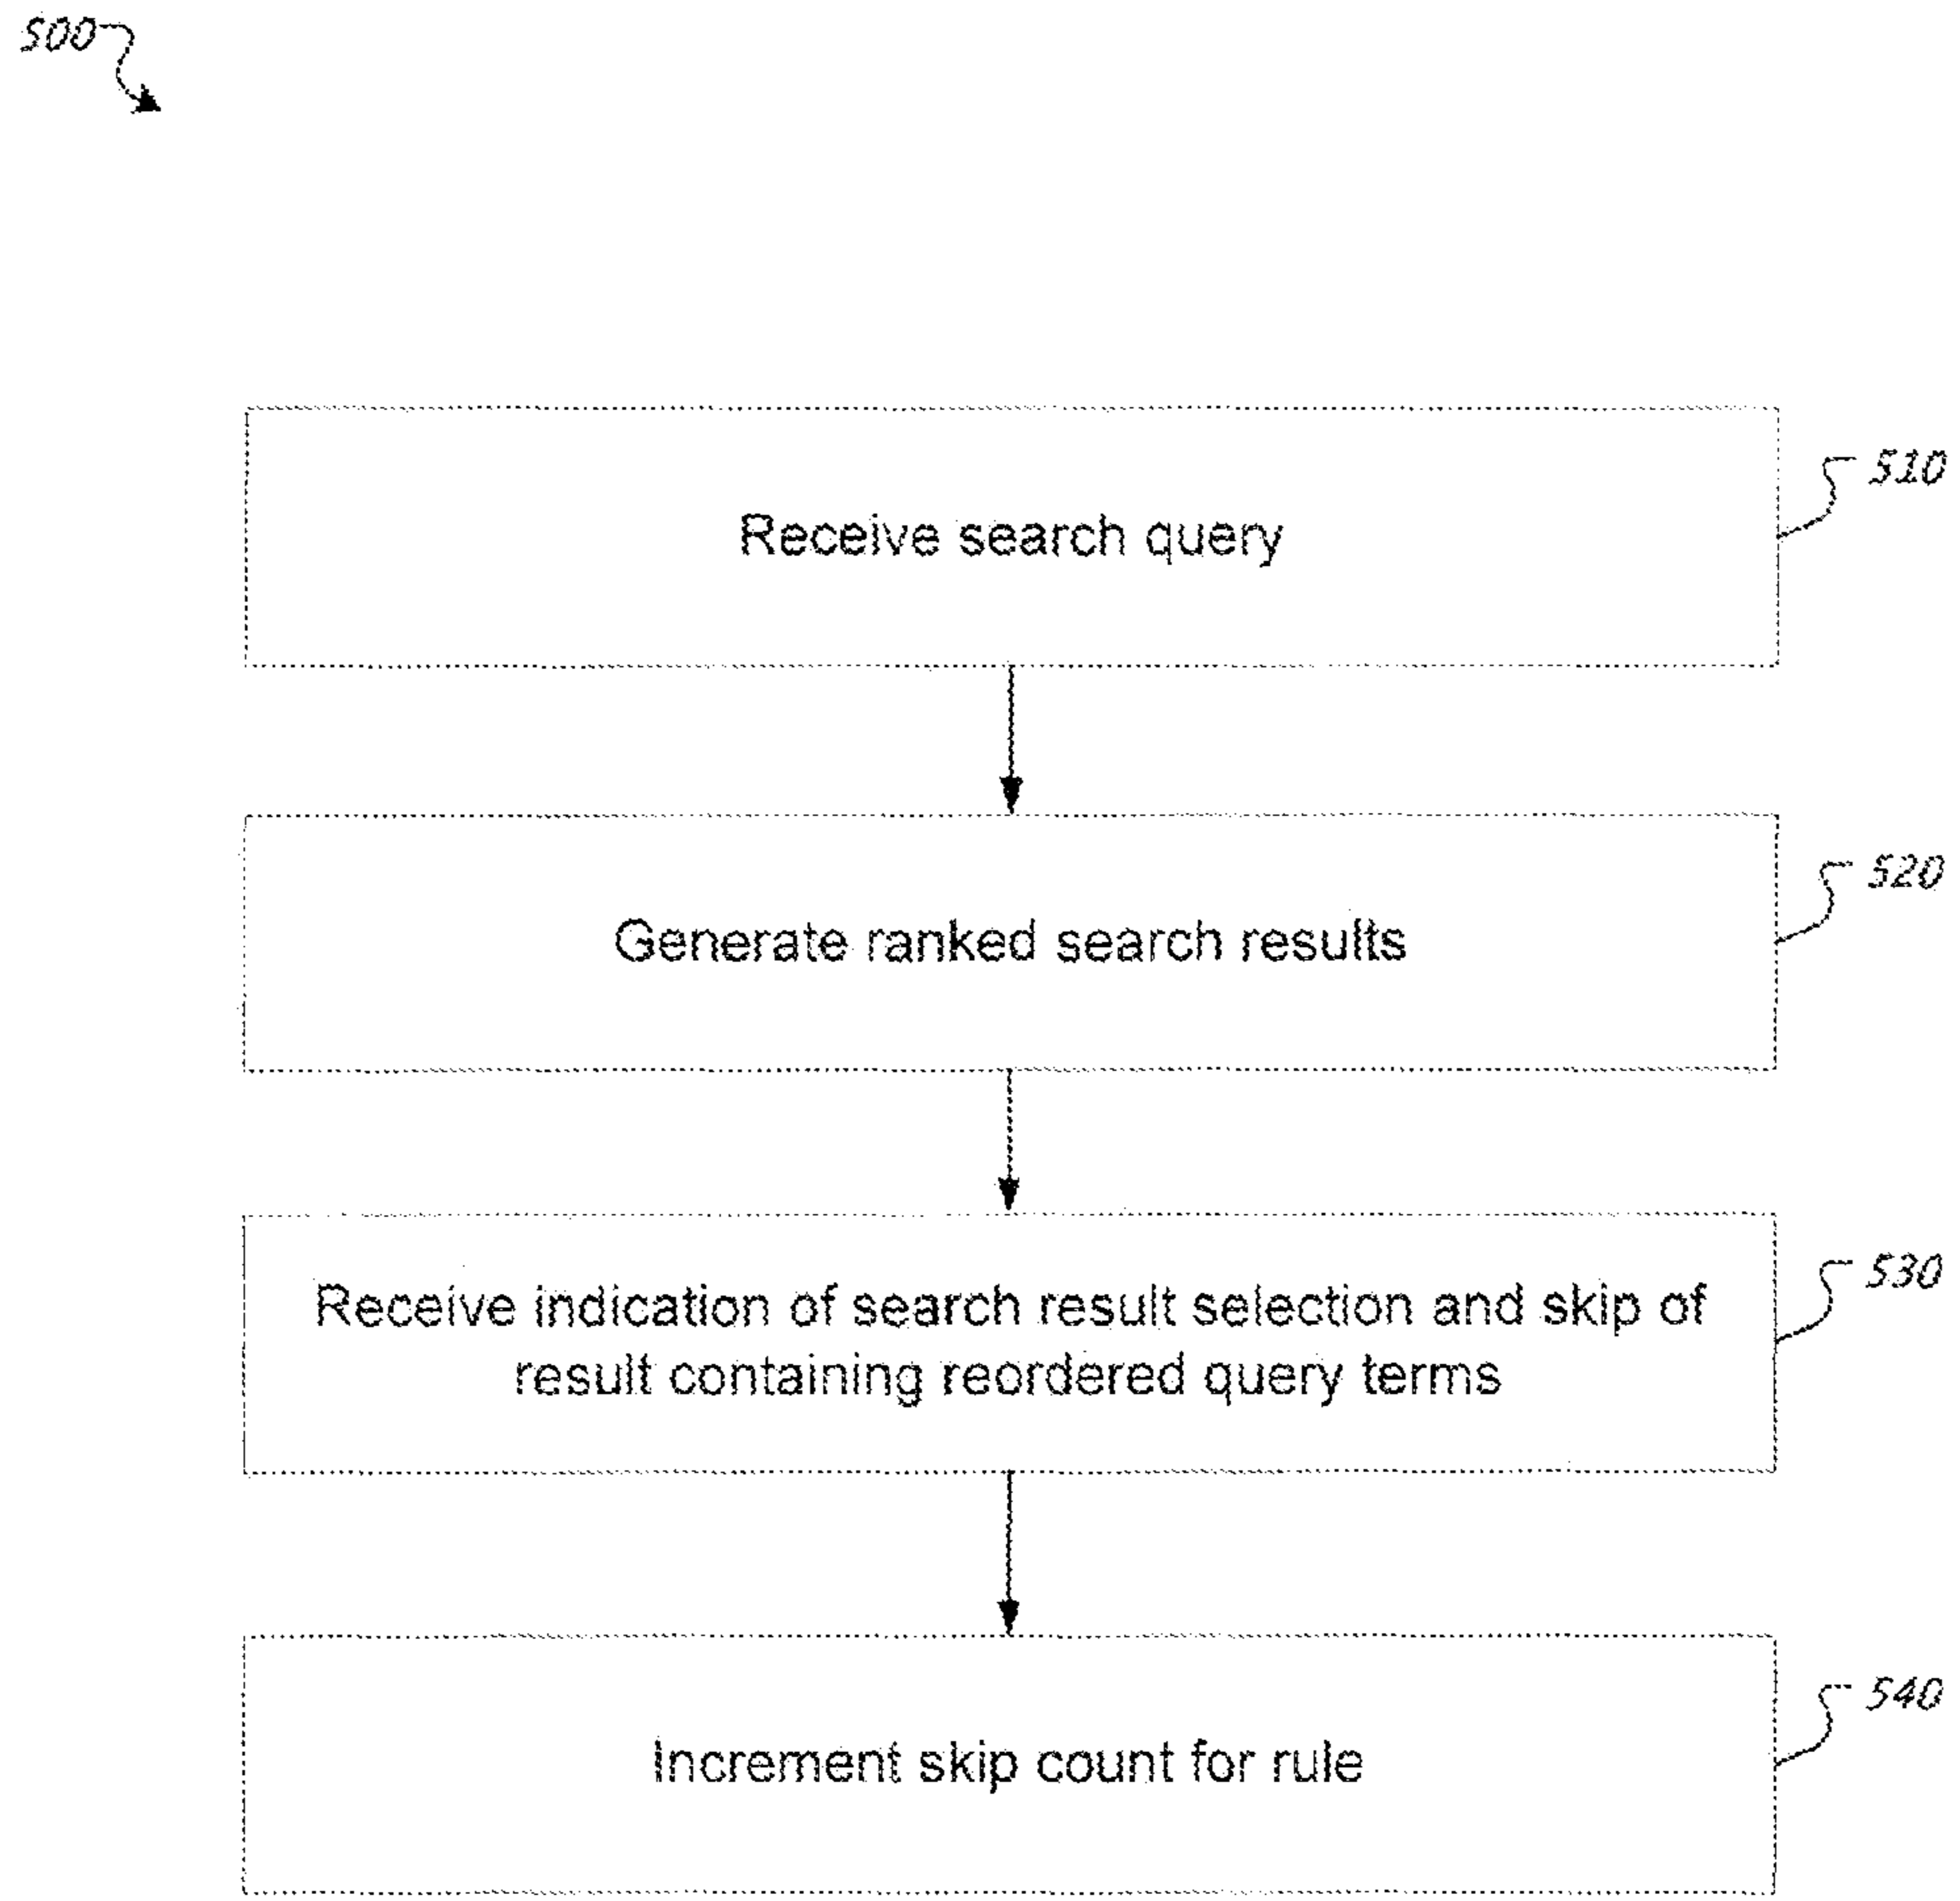 500
Receive search query
510
Generate ranked search results
520
Receive indication of search result selection and skip of
result containing reordered query terms
530
Increment skip count for rule
540